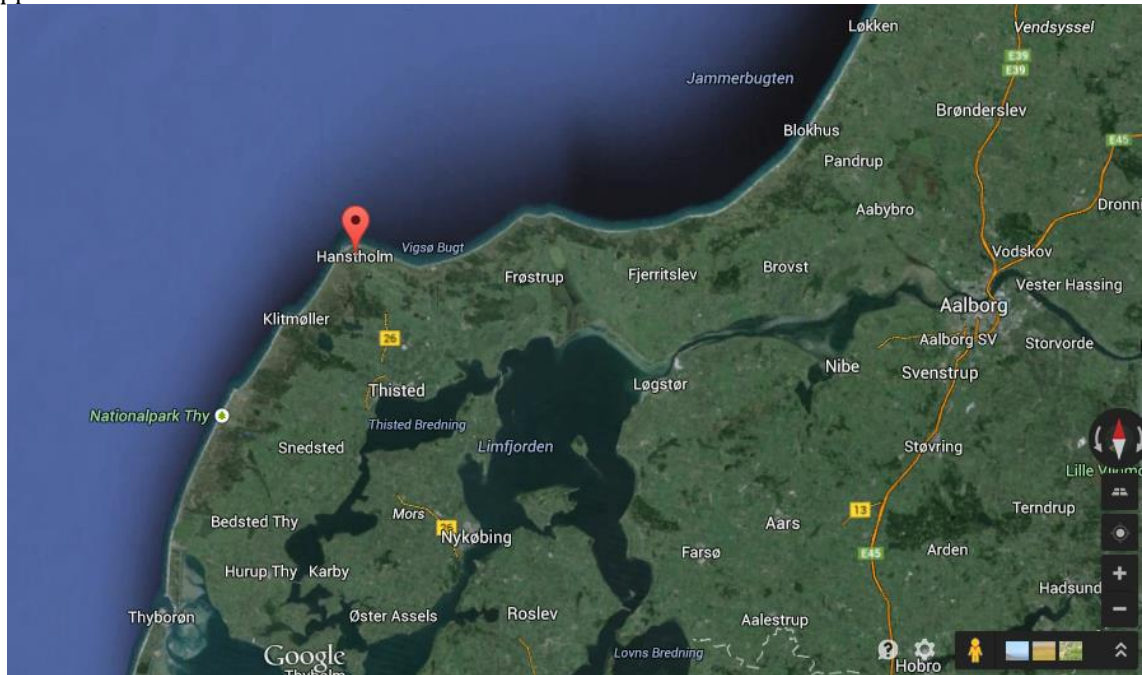 Løkken
Vendsyssel
E39
E39
Jammerbugten
Brønderslev
Blokhus
E45
Pandrup
Aabybro
Dronni
Hanstholm
Vigsø Bugt
Vodskov
Frøstrup
Fjerritslev
Brovst
Vester Hassing
Aalborg
Klitmøller
26
Aalborg SV
Storvorde
Nibe
Svenstrup
Løgstør
Thisted
Nationalpark Thy
Thisted Bredning
Snedsted
Limfjorden
Støvring
Lille
Terndrup
Mors
13
Bedsted Thy
26
Aars
Nykøbing
Farsø
E45
Arden
Hurup Thy
Karby
Hadsund
Thyborøn
Øster Assels
Roslev
Aalestrup
Google
Lovns Bredning
Hobro
Thyholm